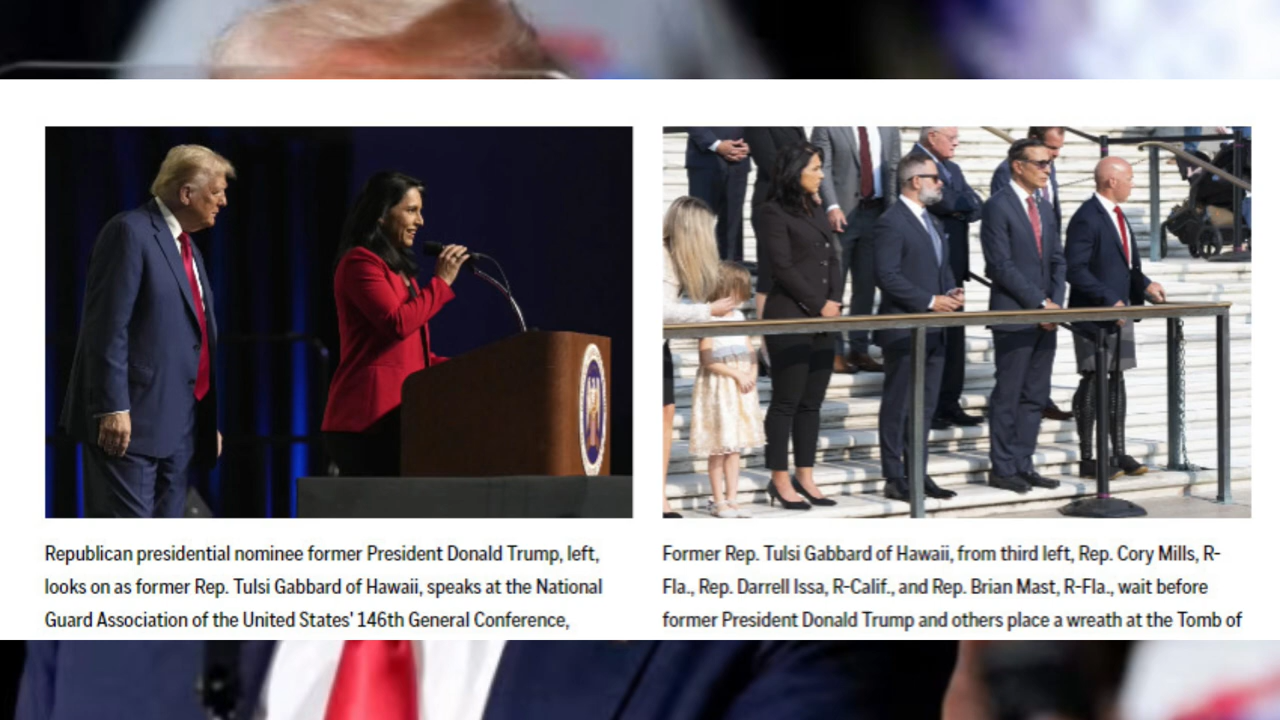 Republican presidential nominee former President Donald Trump, left,
looks on as former Rep. Tulsi Gabbard of Hawaii, speaks at the National
Guard Association of the United States' 146th General Conference,
Former Rep. Tulsi Gabbard of Hawaii, from third left, Rep. Cory Mills, R-
Fla., Rep. Darrell Issa, R-Calif., and Rep. Brian Mast, R-Fla., wait before
former President Donald Trump and others place a wreath at the Tomb of